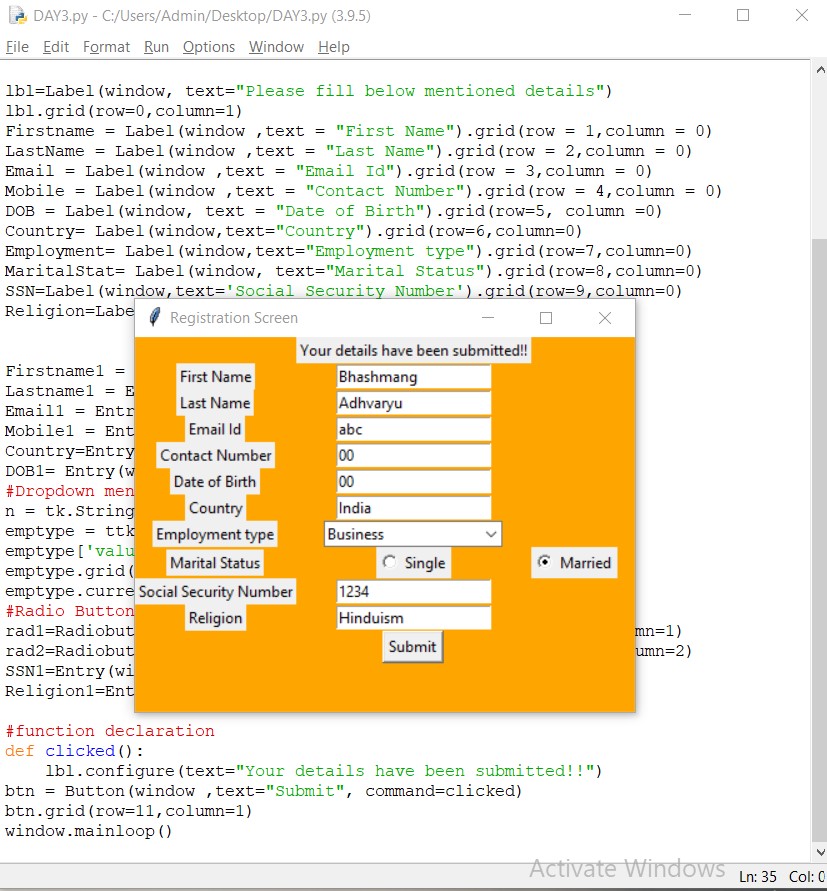 DAY3.py - C:/Users/Admin/Desktop/DAY3.py (3.9.5)
File Edit Format Run Options Window Help
lbl=Label(window, text="Please fill below mentioned details")
lbl.grid(row=0,column=1)
Firstname = Label(window ,text = "First Name").grid(row = 1,column = 0)
LastName = Label(window ,text = "Last Name").grid(row = 2,column = 0)
Email = Label(window ,text = "Email Id").grid(row = 3,column = 0)
Mobile = Label(window ,text = "Contact Number").grid(row = 4,column = 0)
DOB = Label(window, text = "Date of Birth").grid(row=5, column =0)
Country= Label(window,text="Country").grid(row=6,column=0)
Employment= Label(window,text="Employment type").grid(row=7,column=0)
MaritalStat= Label(window, text="Marital Status").grid(row=8,column=0)
SSN=Label(window,text='Social Security Number').grid(row=9,column=0)
Religion=Labe
Firstname1 =
Lastname1 = E
Email1 = Entr
Mobile1 = Ent
Country=Entry
DOB1= Entry(w
#Dropdown men
n = tk.String
emptype = ttk
emptype['valu
emptype.grid(
emptype.curre
#Radio Button
rad1=Radiobut mn=1)
rad2=Radiobut umn=2)
SSN1=Entry(wi
Religion1=Ent
#function declaration
def clicked():
    lbl.configure(text="Your details have been submitted!!")
btn = Button(window ,text="Submit", command=clicked)
btn.grid(row=11,column=1)
window.mainloop()
Registration Screen
Your details have been submitted!!
First Name Bhashmang
Last Name Adhvaryu
Email Id abc
Contact Number 00
Date of Birth 00
Country India
Employment type Business
Marital Status Single Married
Social Security Number 1234
Religion Hinduism
Submit
Activate Windows
Ln: 35 Col: 0